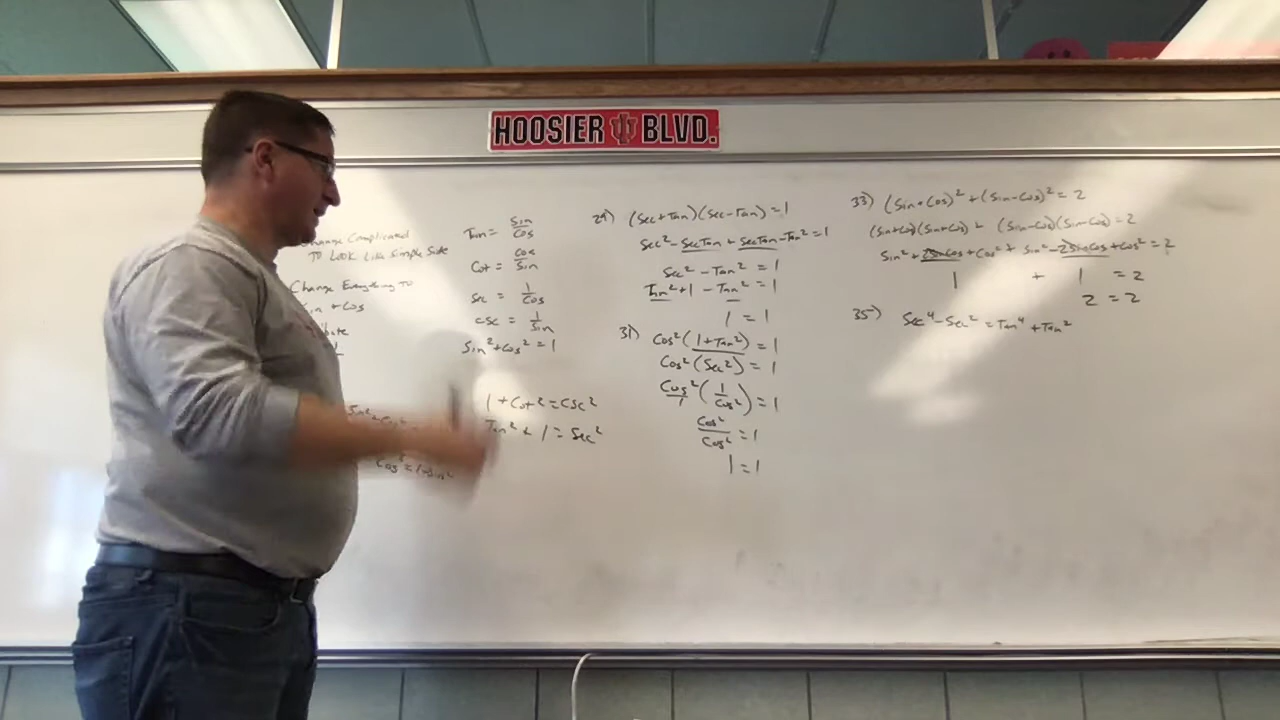 HOOSIER BLVD.
Change Complicated
TO Look Like Simple Side
Change Everything TO
+ Cos
Tan = Sin/Cos
Cot = Cos/Sin
Sec = 1/Cos
csc = 1/Sin
Sin² + Cos² = 1
1 + Cot² = Csc²
Tan² + 1 = Sec²
29) (Sec + Tan)(Sec - Tan) = 1
Sec² - SecTan + SecTan - Tan² = 1
Sec² - Tan² = 1
Tan² + 1 - Tan² = 1
1 = 1
31) Cos²(1 + Tan²) = 1
Cos²(Sec²) = 1
Cos²/1 (1/Cos²) = 1
Cos²/Cos² = 1
1 = 1
33) (Sin + Cos)² + (Sin - Cos)² = 2
(Sin + Cos)(Sin + Cos) + (Sin - Cos)(Sin - Cos) = 2
Sin² + 2SinCos + Cos² + Sin² - 2SinCos + Cos² = 2
1 + 1 = 2
2 = 2
35) Sec⁴ - Sec² = Tan⁴ + Tan²